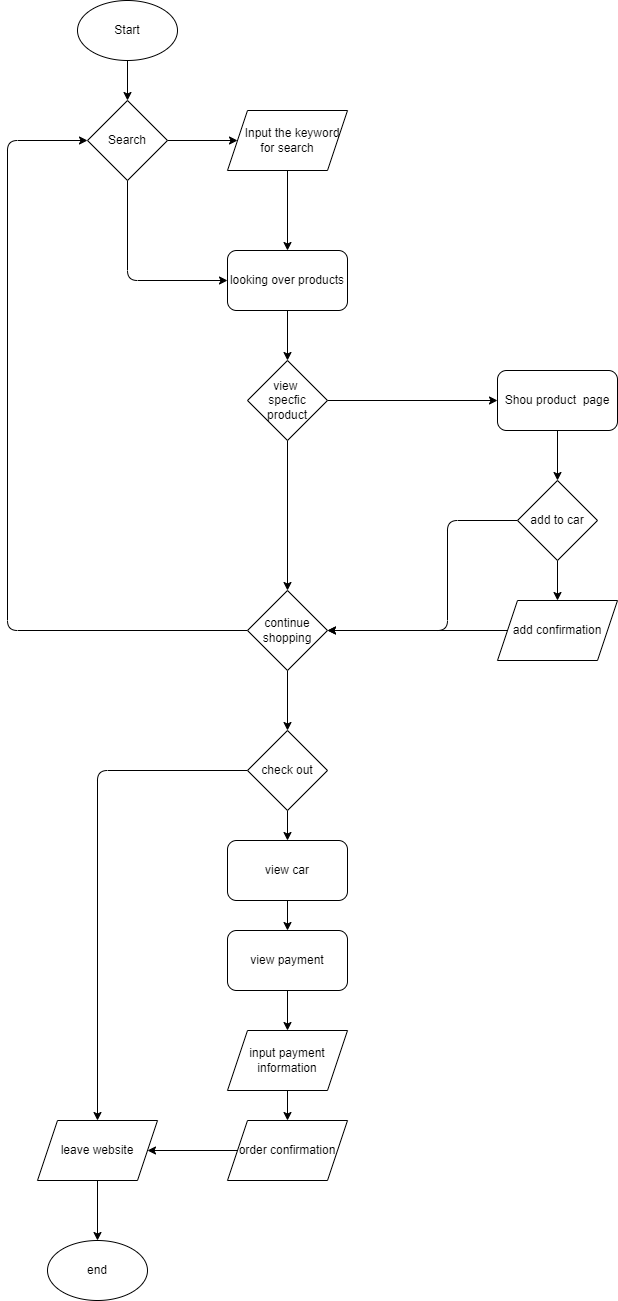 Start
Search
Input the keyword
for search
looking over products
view
specfic
product
Shou product  page
add to car
continue
shopping
add confirmation
check out
view car
view payment
input payment
information
leave website
order confirmation
end